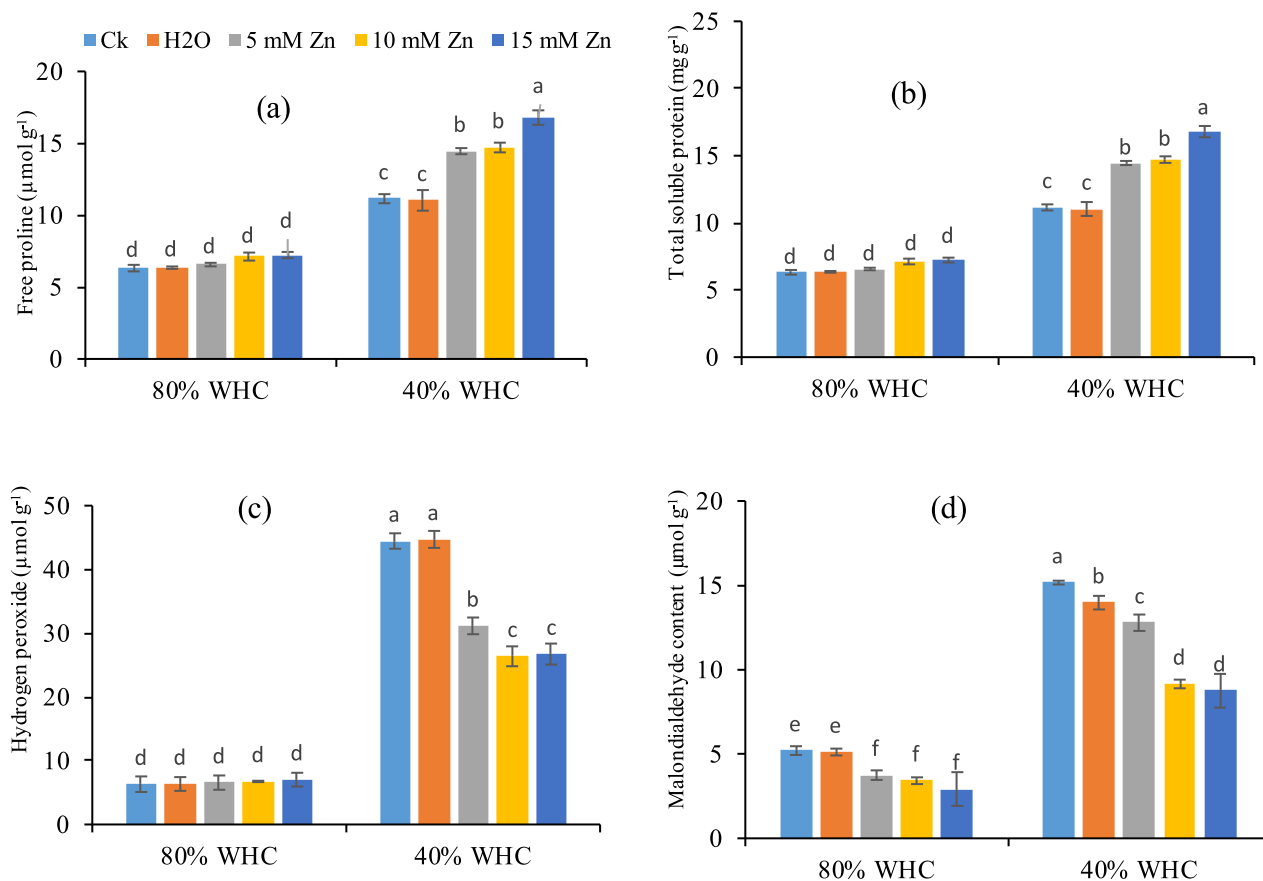 Ck H2O 5 mM Zn 10 mM Zn 15 mM Zn
(a)
Free proline (µmol g-1)
20
15
10
5
0
d d d d d
c c b b a
80% WHC 40% WHC
(b)
T otal soluble protein (mg g-1)
25
20
15
10
5
0
d d d d d
c c b b a
80% WHC 40% WHC
(c)
Hydrogen peroxide (µmol g-1)
50
40
30
20
10
0
d d d d d
a a b c c
80% WHC 40% WHC
(d)
Malondialdehyde content (µmol g-1)
20
15
10
5
0
e e f f f
a b c d d
80% WHC 40% WHC